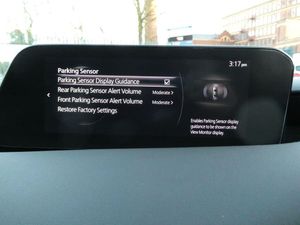 3:17 pm
Parking Sensor
Parking Sensor Display Guidance
Rear Parking Sensor Alert Volume Moderate >
Front Parking Sensor Alert Volume Moderate >
Restore Factory Settings
Enables Parking Sensor display
guidance to be shown on the
View Monitor display.